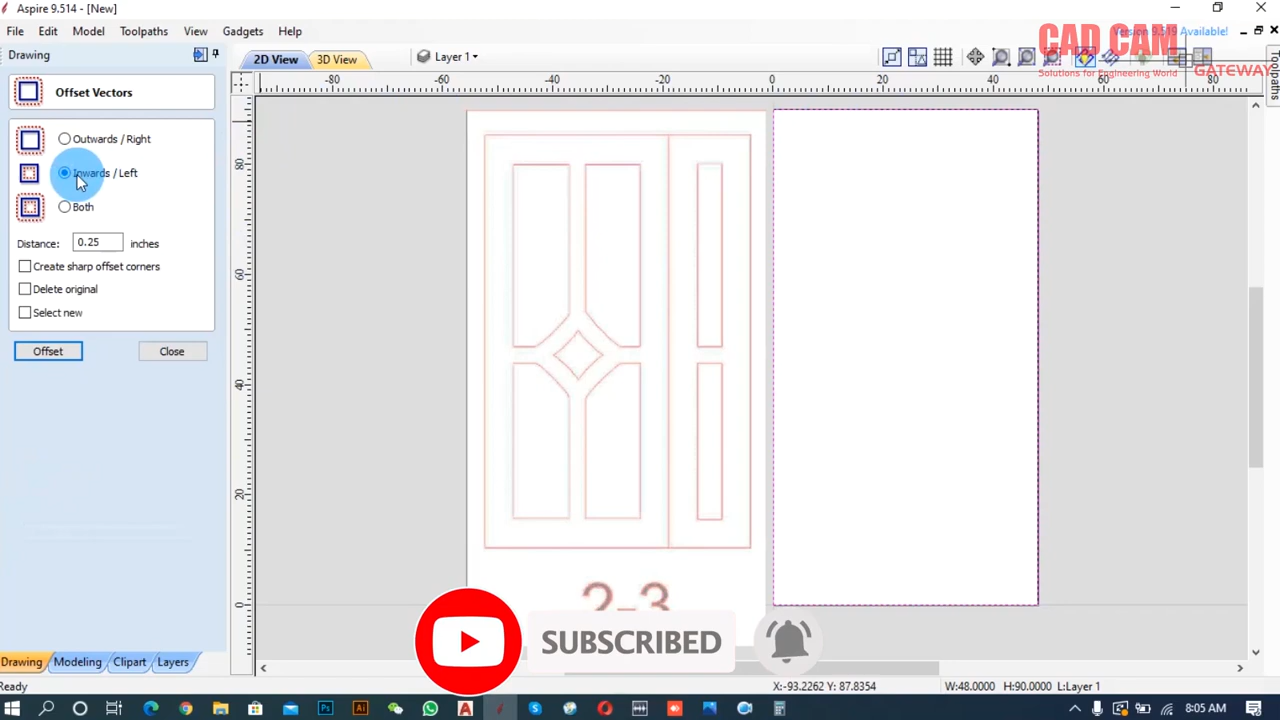 Aspire 9.514 - [New]
File Edit Model Toolpaths View Gadgets Help
Version 9.519 Available!
CAD CAM
Solutions for Engineering World
GATEWAY
Drawing
2D View 3D View Layer 1
Toolpaths
Offset Vectors
-80 -60 -40 -20 0 20 40 60 80
Outwards / Right
Inwards / Left
Both
Distance: 0.25 inches
Create sharp offset corners
Delete original
Select new
Offset Close
80
60
40
20
0
2-3
SUBSCRIBED
Drawing Modeling Clipart Layers
Ready
X:-93.2262 Y: 87.8354
W:48.0000 H:90.0000 L:Layer 1
8:05 AM